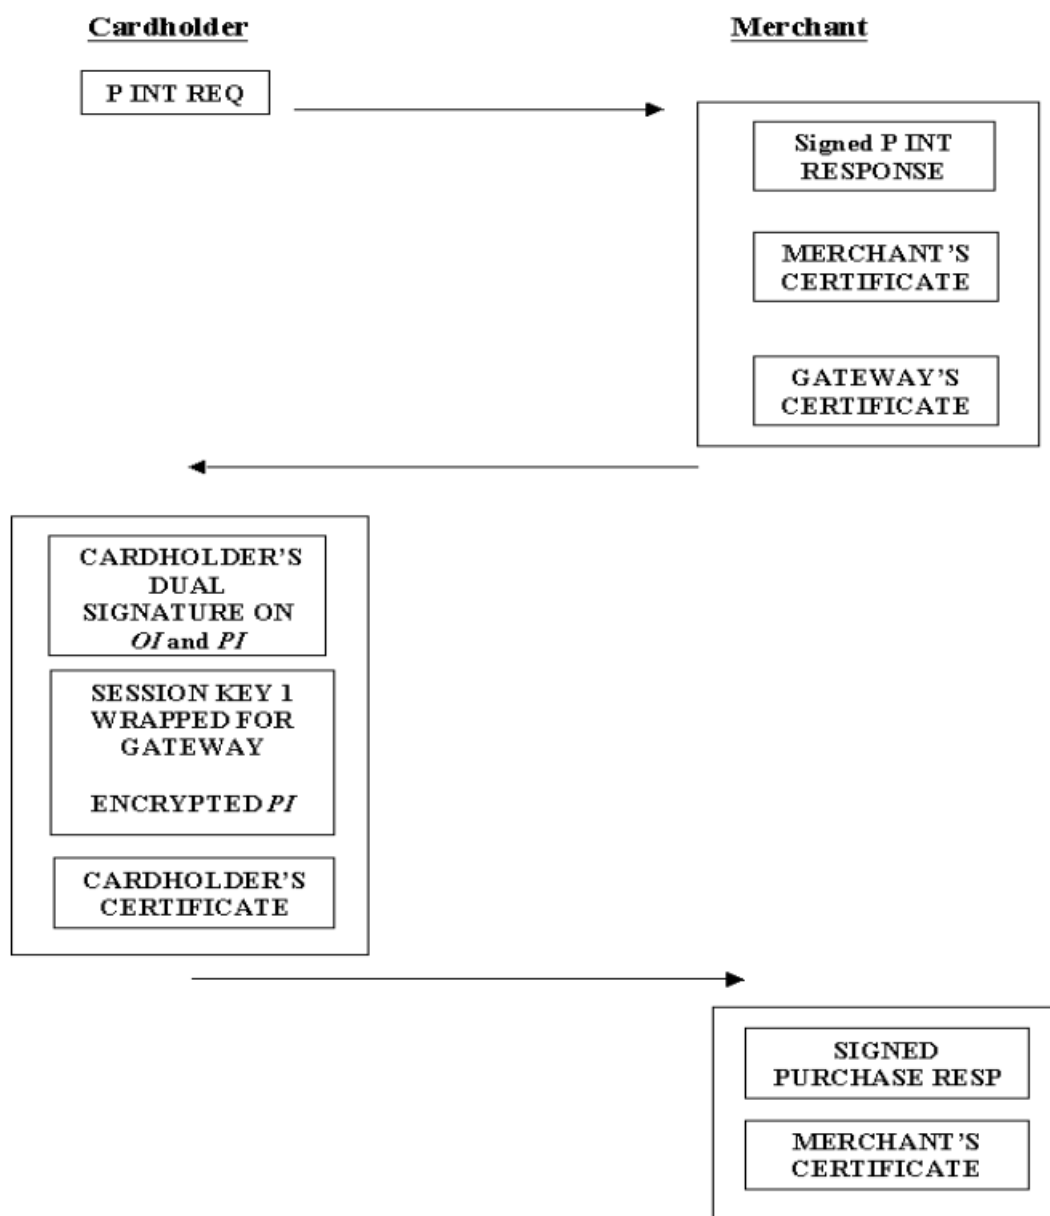 Cardholder
Merchant
P INT REQ
Signed P INT
RESPONSE
MERCHANT'S
CERTIFICATE
GATEWAY'S
CERTIFICATE
CARDHOLDER'S
DUAL
SIGNATURE ON
OI and PI
SESSION KEY 1
WRAPPED FOR
GATEWAY
ENCRYPTED PI
CARDHOLDER'S
CERTIFICATE
SIGNED
PURCHASE RESP
MERCHANT'S
CERTIFICATE